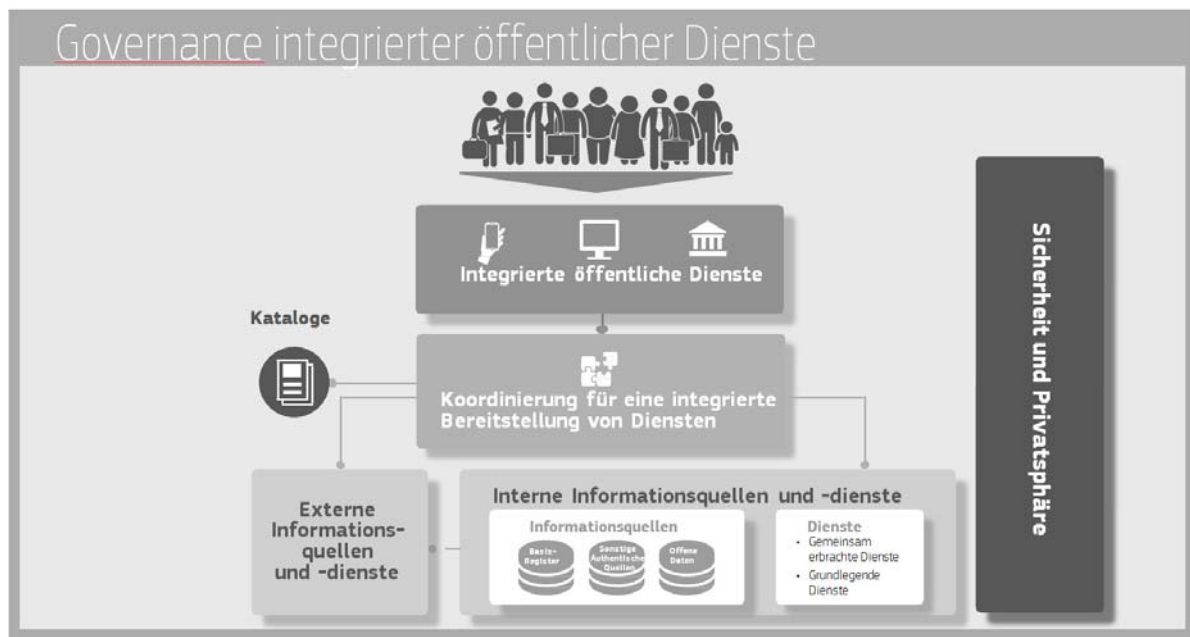 Governance integrierter öffentlicher Dienste
Integrierte öffentliche Dienste
Kataloge
Koordinierung für eine integrierte
Bereitstellung von Diensten
Externe
Informations-
quellen
und -dienste
Interne Informationsquellen und -dienste
Informationsquellen
Basis-
Register
Sonstige
Authentische
Quellen
Offene
Daten
Dienste
• Gemeinsam
erbrachte Dienste
• Grundlegende
Dienste
Sicherheit und Privatsphäre